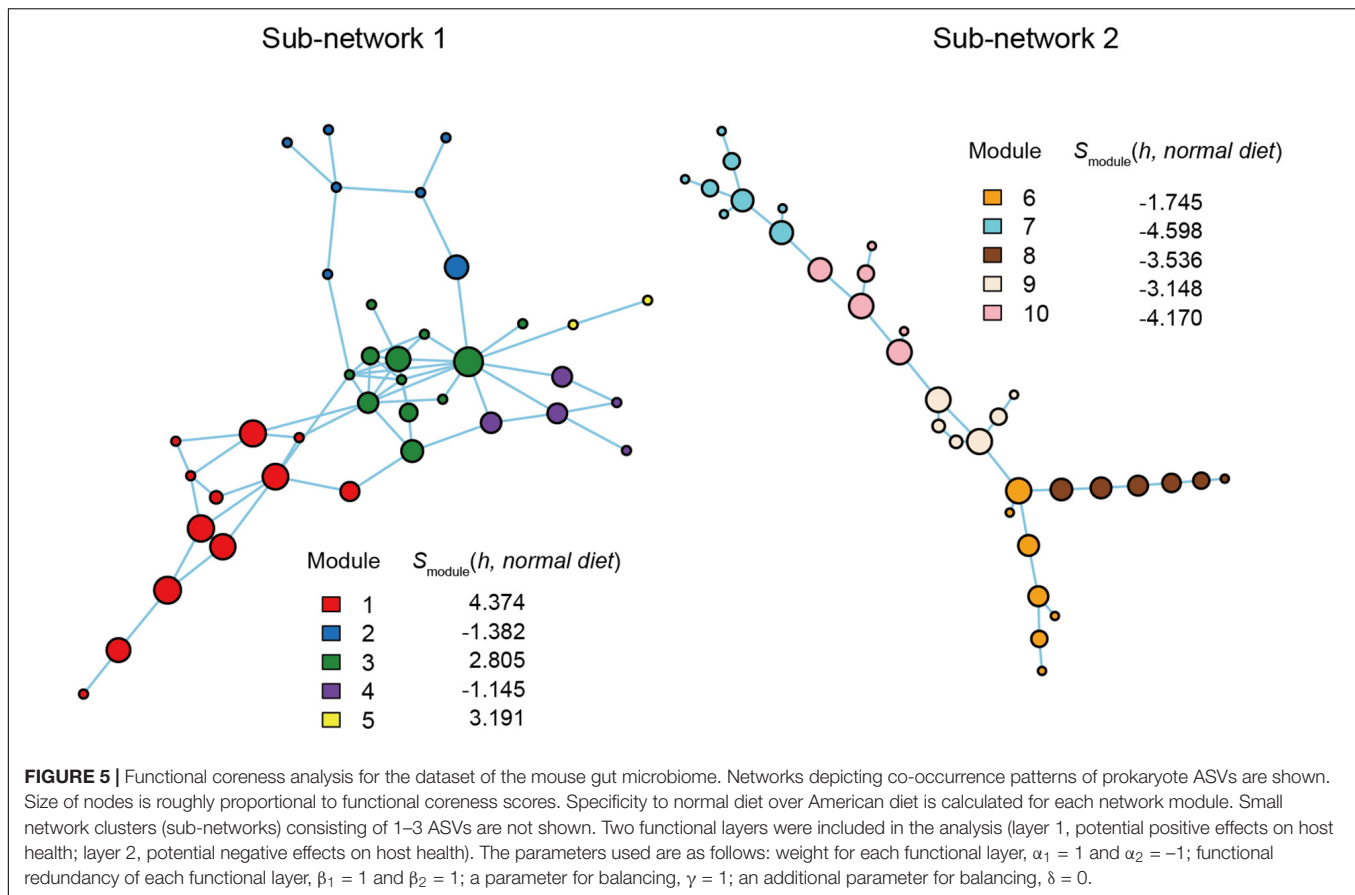 Sub-network 1
Sub-network 2
Module S_module(h, normal diet)
6 -1.745
7 -4.598
8 -3.536
9 -3.148
10 -4.170
Module S_module(h, normal diet)
1 4.374
2 -1.382
3 2.805
4 -1.145
5 3.191
FIGURE 5 | Functional coreness analysis for the dataset of the mouse gut microbiome. Networks depicting co-occurrence patterns of prokaryote ASVs are shown.
Size of nodes is roughly proportional to functional coreness scores. Specificity to normal diet over American diet is calculated for each network module. Small
network clusters (sub-networks) consisting of 1–3 ASVs are not shown. Two functional layers were included in the analysis (layer 1, potential positive effects on host
health; layer 2, potential negative effects on host health). The parameters used are as follows: weight for each functional layer, α₁ = 1 and α₂ = –1; functional
redundancy of each functional layer, β₁ = 1 and β₂ = 1; a parameter for balancing, γ = 1; an additional parameter for balancing, δ = 0.